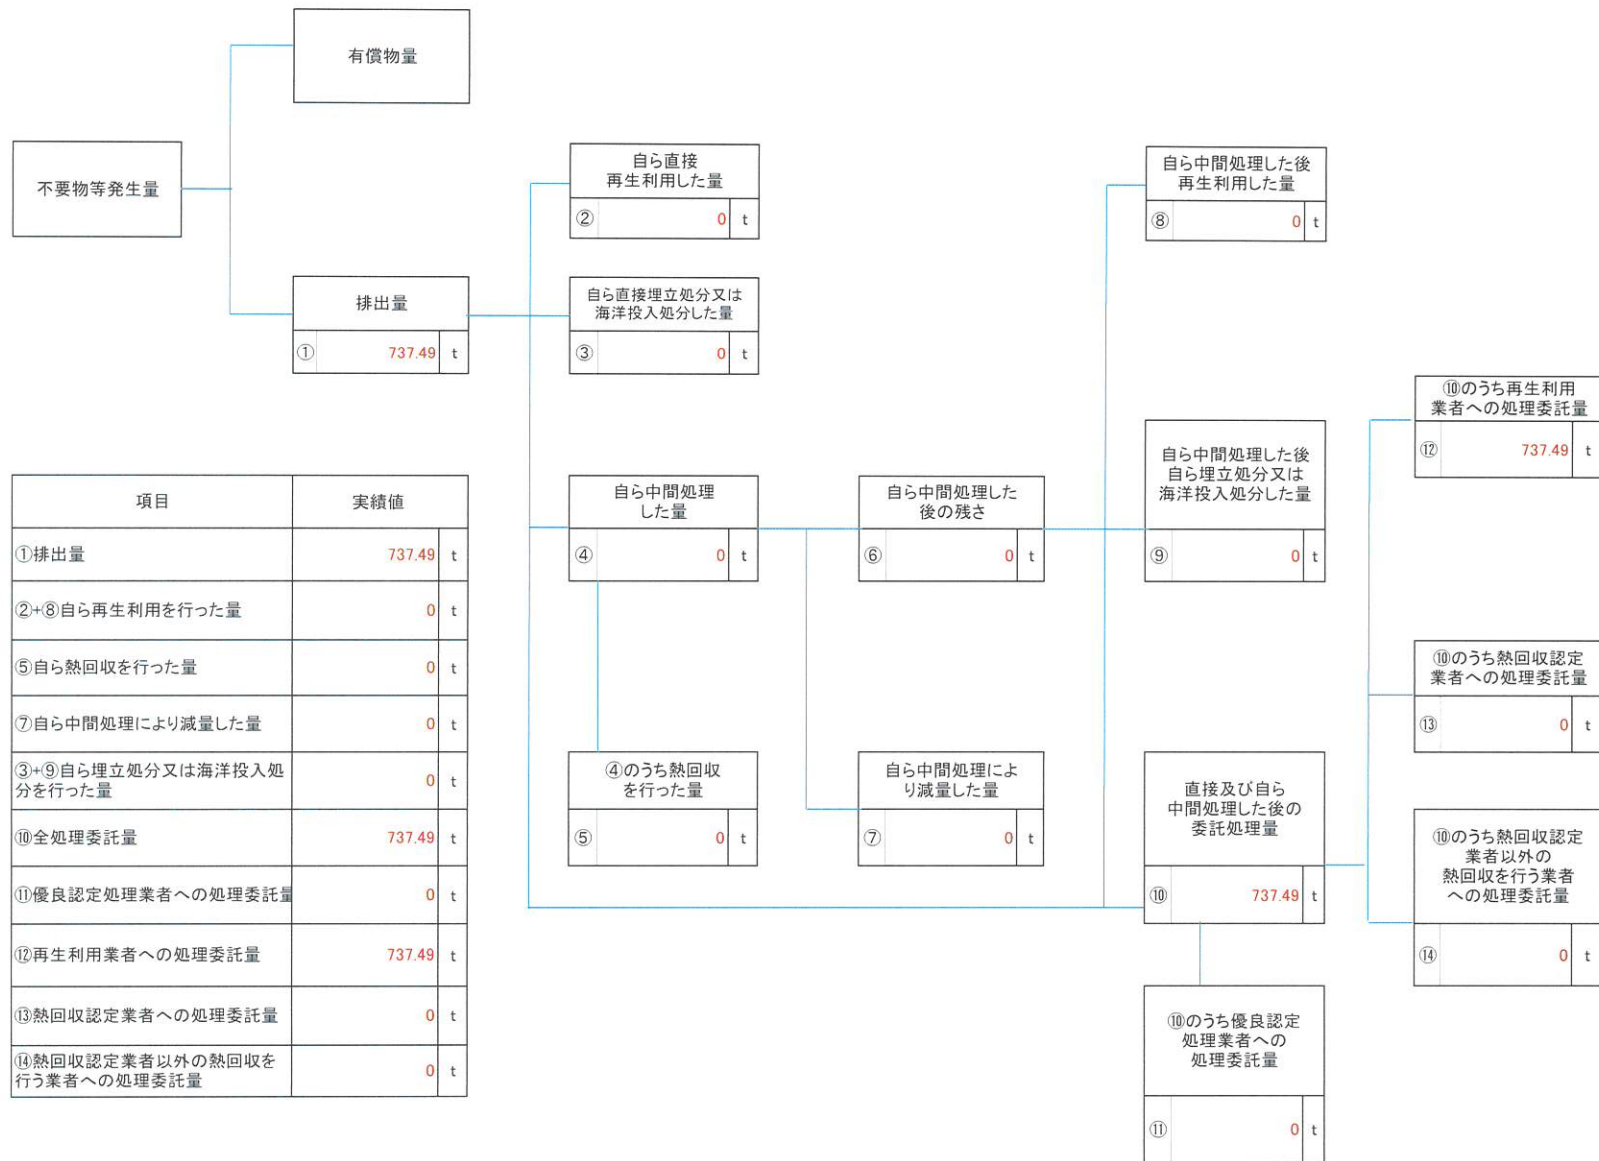 有償物量
不要物等発生量
排出量
① 737.49 t
自ら直接
再生利用した量
② 0 t
自ら直接埋立処分又は
海洋投入処分した量
③ 0 t
自ら中間処理
した量
④ 0 t
④のうち熱回収
を行った量
⑤ 0 t
自ら中間処理した
後の残さ
⑥ 0 t
自ら中間処理によ
り減量した量
⑦ 0 t
自ら中間処理した後
再生利用した量
⑧ 0 t
自ら中間処理した後
自ら埋立処分又は
海洋投入処分した量
⑨ 0 t
直接及び自ら
中間処理した後の
委託処理量
⑩ 737.49 t
⑩のうち優良認定
処理業者への
処理委託量
⑪ 0 t
⑩のうち再生利用
業者への処理委託量
⑫ 737.49 t
⑩のうち熱回収認定
業者への処理委託量
⑬ 0 t
⑩のうち熱回収認定
業者以外の
熱回収を行う業者
への処理委託量
⑭ 0 t
項目 実績値
①排出量 737.49 t
②+⑧自ら再生利用を行った量 0 t
⑤自ら熱回収を行った量 0 t
⑦自ら中間処理により減量した量 0 t
③+⑨自ら埋立処分又は海洋投入処
分を行った量 0 t
⑩全処理委託量 737.49 t
⑪優良認定処理業者への処理委託量 0 t
⑫再生利用業者への処理委託量 737.49 t
⑬熱回収認定業者への処理委託量 0 t
⑭熱回収認定業者以外の熱回収を
行う業者への処理委託量 0 t